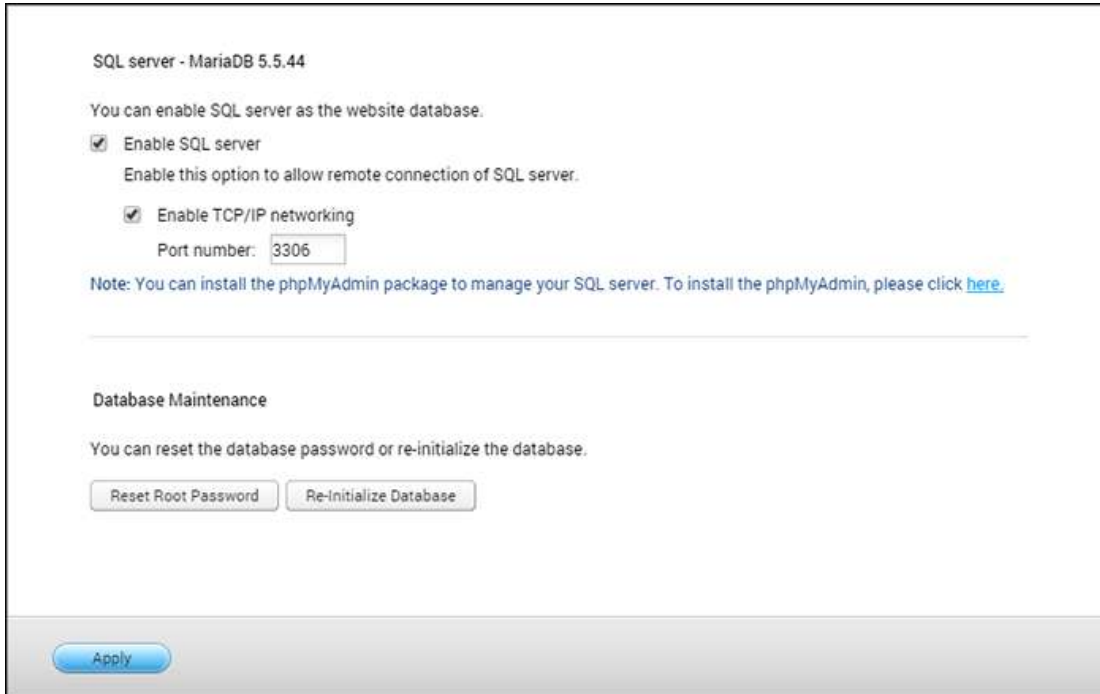 SQL server - MariaDB 5.5.44
You can enable SQL server as the website database.
Enable SQL server
Enable this option to allow remote connection of SQL server.
Enable TCP/IP networking
Port number: 3306
Note: You can install the phpMyAdmin package to manage your SQL server. To install the phpMyAdmin, please click here.
Database Maintenance
You can reset the database password or re-initialize the database.
Reset Root Password Re-Initialize Database
Apply